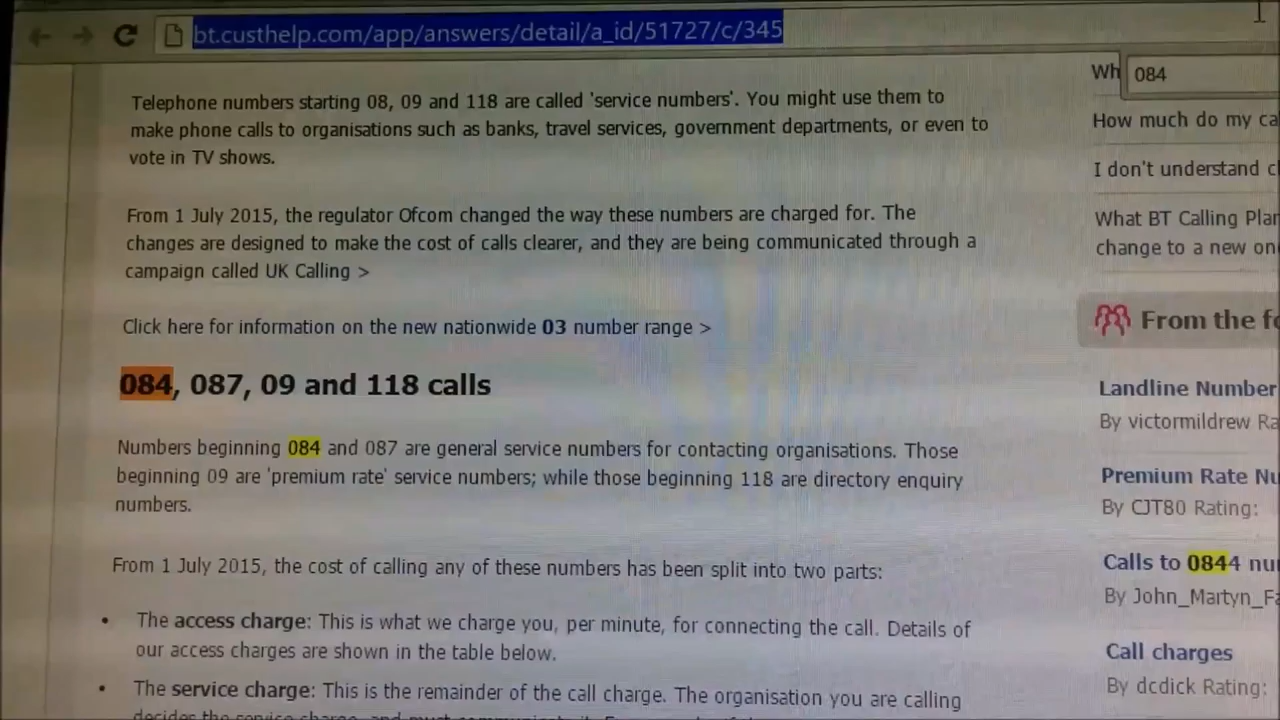 bt.custhelp.com/app/answers/detail/a_id/51727/c/345
084
Telephone numbers starting 08, 09 and 118 are called 'service numbers'. You might use them to
make phone calls to organisations such as banks, travel services, government departments, or even to
vote in TV shows.
From 1 July 2015, the regulator Ofcom changed the way these numbers are charged for. The
changes are designed to make the cost of calls clearer, and they are being communicated through a
campaign called UK Calling >
Click here for information on the new nationwide 03 number range >
084, 087, 09 and 118 calls
Numbers beginning 084 and 087 are general service numbers for contacting organisations. Those
beginning 09 are 'premium rate' service numbers; while those beginning 118 are directory enquiry
numbers.
From 1 July 2015, the cost of calling any of these numbers has been split into two parts:
• The access charge: This is what we charge you, per minute, for connecting the call. Details of
our access charges are shown in the table below.
• The service charge: This is the remainder of the call charge. The organisation you are calling
decides the service charge, and must
Wh
How much do my ca
I don't understand c
What BT Calling Plan
change to a new on
From the fo
Landline Number
By victormildrew Ra
Premium Rate Nu
By CJT80 Rating:
Calls to 0844 nu
By John_Martyn_Fa
Call charges
By dcdick Rating: